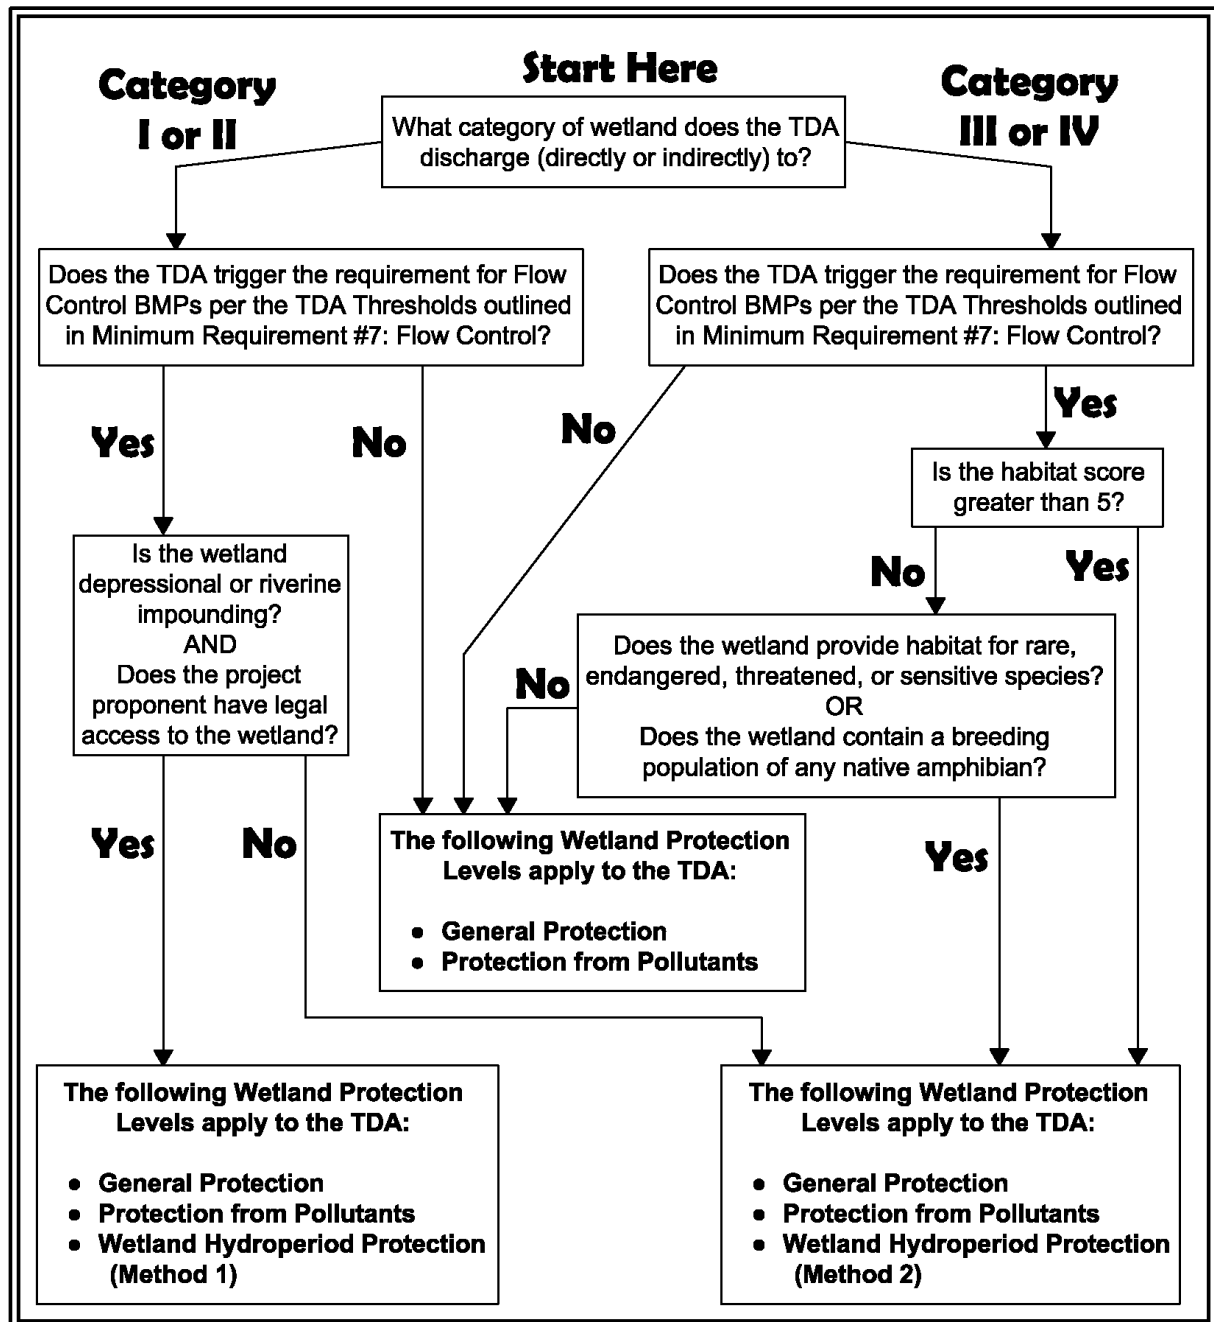 Start Here
Category
I or II
Category
III or IV
What category of wetland does the TDA
discharge (directly or indirectly) to?
Does the TDA trigger the requirement for Flow
Control BMPs per the TDA Thresholds outlined
in Minimum Requirement #7: Flow Control?
Does the TDA trigger the requirement for Flow
Control BMPs per the TDA Thresholds outlined
in Minimum Requirement #7: Flow Control?
Yes
No
No
Yes
Is the habitat score
greater than 5?
Is the wetland
depressional or riverine
impounding?
AND
Does the project
proponent have legal
access to the wetland?
No
Yes
Does the wetland provide habitat for rare,
endangered, threatened, or sensitive species?
OR
Does the wetland contain a breeding
population of any native amphibian?
No
Yes
No
Yes
The following Wetland Protection
Levels apply to the TDA:
● General Protection
● Protection from Pollutants
The following Wetland Protection
Levels apply to the TDA:
● General Protection
● Protection from Pollutants
● Wetland Hydroperiod Protection
(Method 1)
The following Wetland Protection
Levels apply to the TDA:
● General Protection
● Protection from Pollutants
● Wetland Hydroperiod Protection
(Method 2)